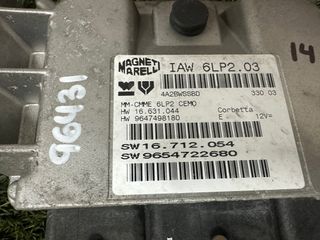 96431
MAGNETI
MARELLI
IAW 6LP2.03
14
4A2BWSSBD 330 03
MM-CMME 6LP2 CEMO
HW 16.631.044 Corbetta
HW 9647498180 E 12V=
SW16.712.054
SW9654722680